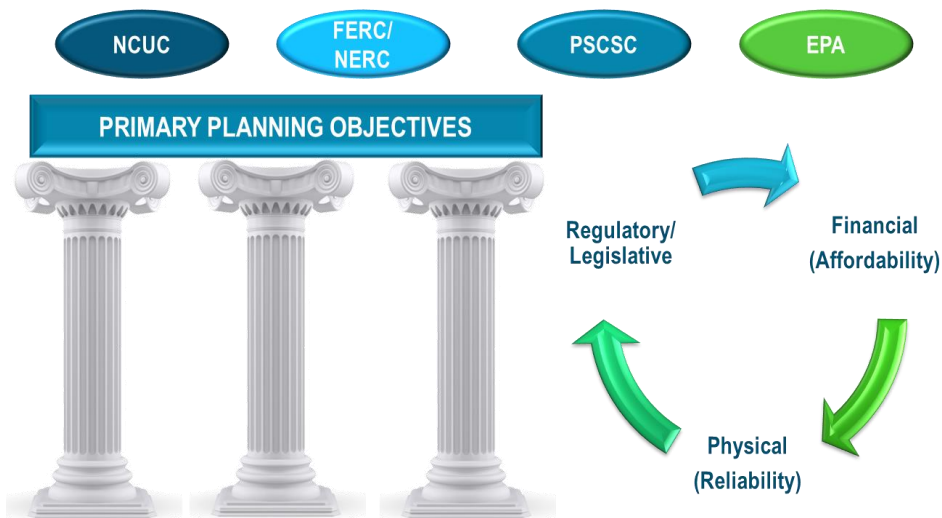 NCUC
FERC/
NERC
PSCSC
EPA
PRIMARY PLANNING OBJECTIVES
Regulatory/
Legislative
Financial
(Affordability)
Physical
(Reliability)